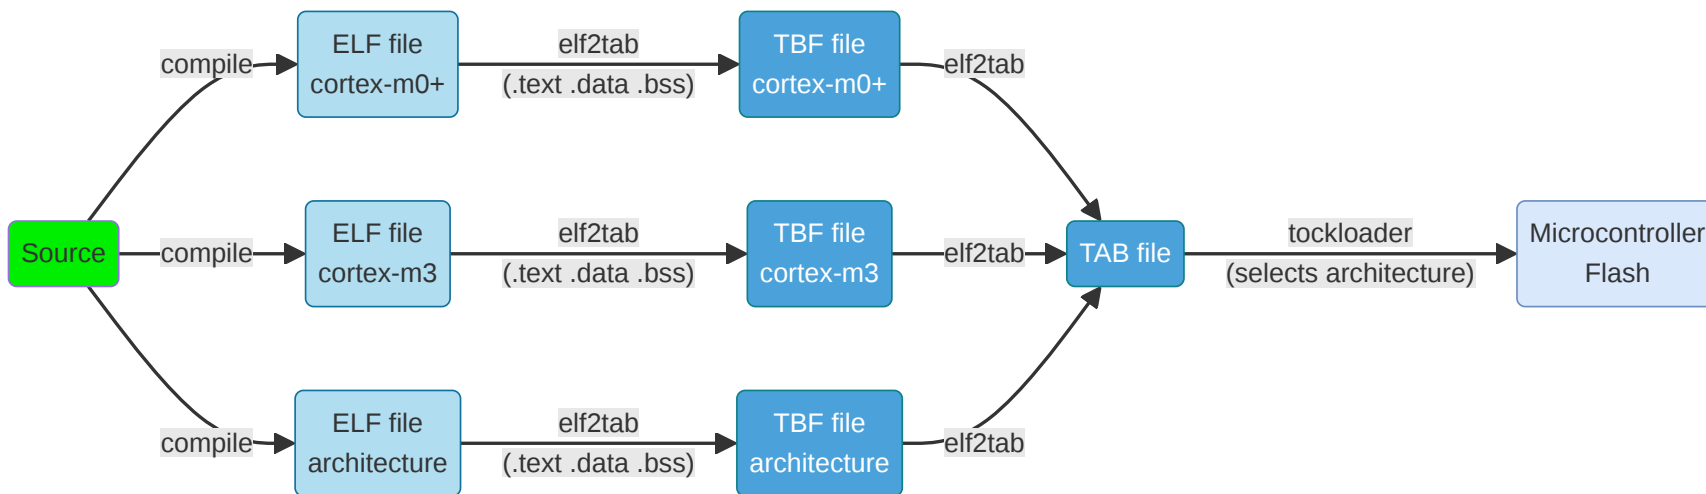 Source
compile
ELF file
cortex-m0+
elf2tab
(.text .data .bss)
TBF file
cortex-m0+
elf2tab
compile
ELF file
cortex-m3
elf2tab
(.text .data .bss)
TBF file
cortex-m3
elf2tab
compile
ELF file
architecture
elf2tab
(.text .data .bss)
TBF file
architecture
elf2tab
TAB file
tockloader
(selects architecture)
Microcontroller
Flash